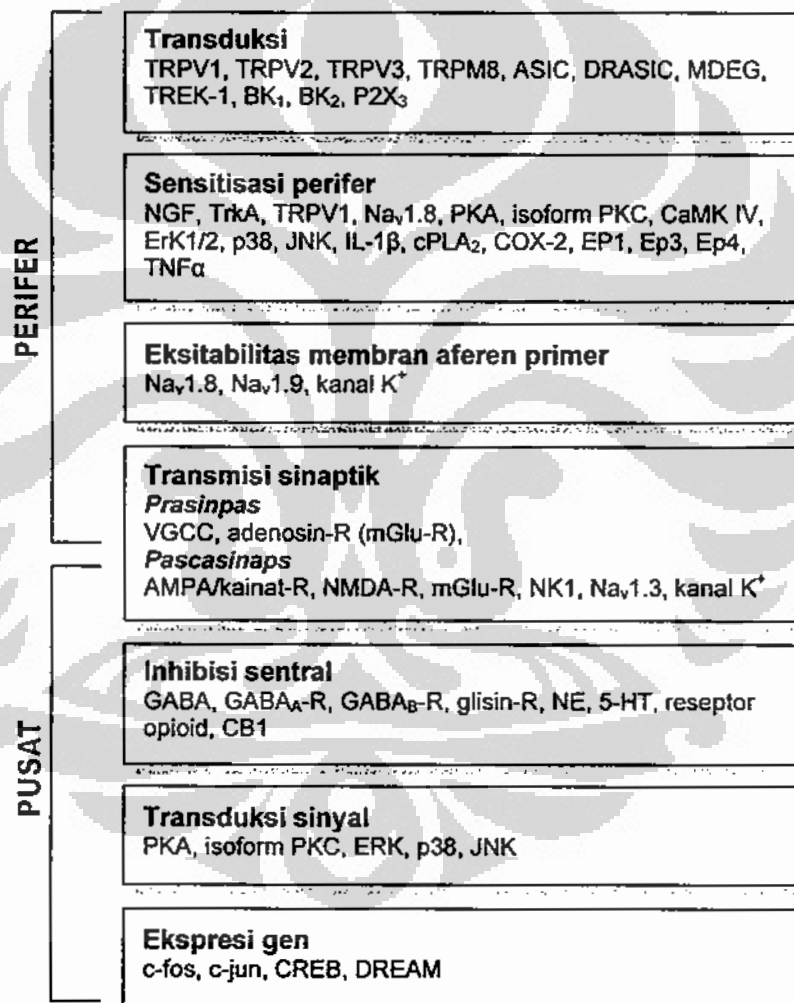 PERIFER
Transduksi
TRPV1, TRPV2, TRPV3, TRPM8, ASIC, DRASIC, MDEG,
TREK-1, BK₁, BK₂, P2X₃
Sensitisasi perifer
NGF, TrkA, TRPV1, Naᵥ1.8, PKA, isoform PKC, CaMK IV,
ErK1/2, p38, JNK, IL-1β, cPLA₂, COX-2, EP1, Ep3, Ep4,
TNFα
Eksitabilitas membran aferen primer
Naᵥ1.8, Naᵥ1.9, kanal K⁺
Transmisi sinaptik
Prasinpas
VGCC, adenosin-R (mGlu-R),
Pascasinaps
AMPA/kainat-R, NMDA-R, mGlu-R, NK1, Naᵥ1.3, kanal K⁺
PUSAT
Inhibisi sentral
GABA, GABA_A-R, GABA_B-R, glisin-R, NE, 5-HT, reseptor
opioid, CB1
Transduksi sinyal
PKA, isoform PKC, ERK, p38, JNK
Ekspresi gen
c-fos, c-jun, CREB, DREAM